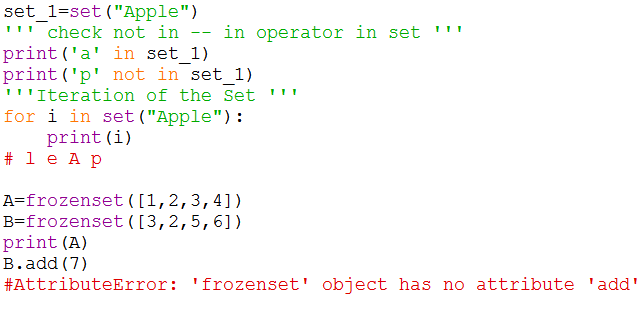 set_1=set("Apple")
''' check not in -- in operator in set '''
print('a' in set_1)
print('p' not in set_1)
'''Iteration of the Set '''
for i in set("Apple"):
    print(i)
# l e A p
A=frozenset([1,2,3,4])
B=frozenset([3,2,5,6])
print(A)
B.add(7)
#AttributeError: 'frozenset' object has no attribute 'add'